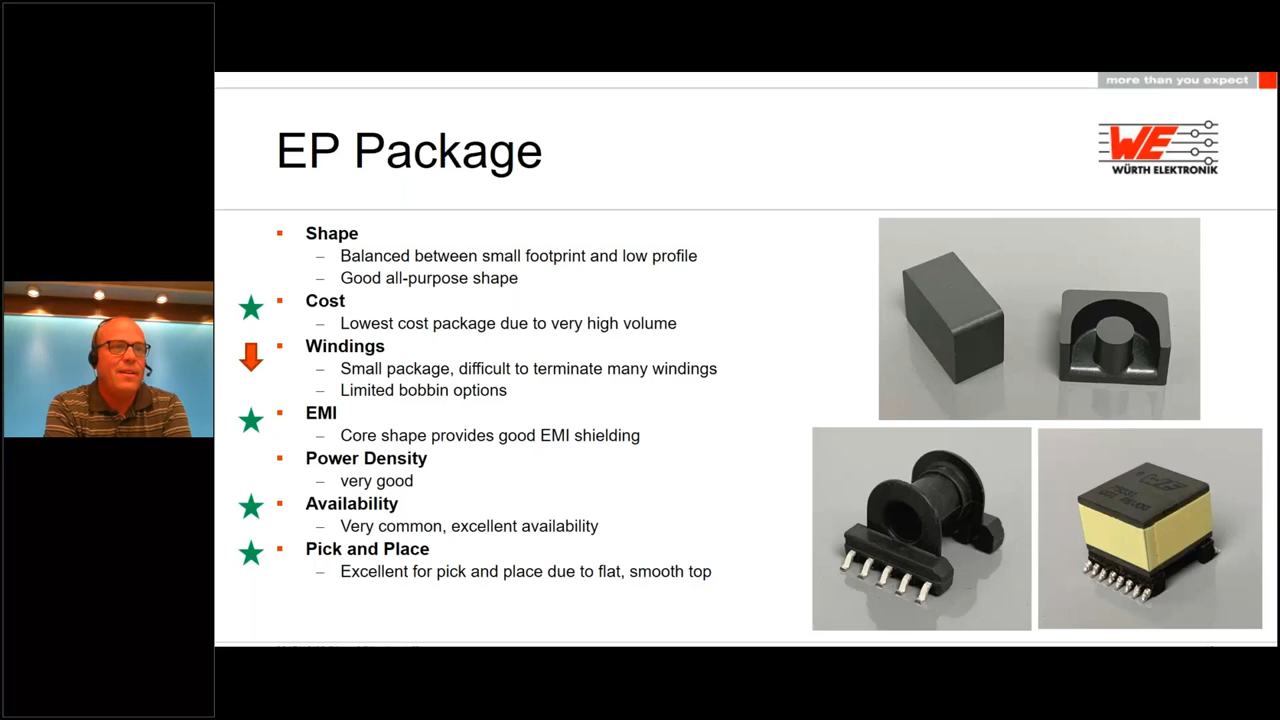 more than you expect
EP Package
WE
WÜRTH ELEKTRONIK
Shape
– Balanced between small footprint and low profile
– Good all-purpose shape
Cost
– Lowest cost package due to very high volume
Windings
– Small package, difficult to terminate many windings
– Limited bobbin options
EMI
– Core shape provides good EMI shielding
Power Density
– very good
Availability
– Very common, excellent availability
Pick and Place
– Excellent for pick and place due to flat, smooth top